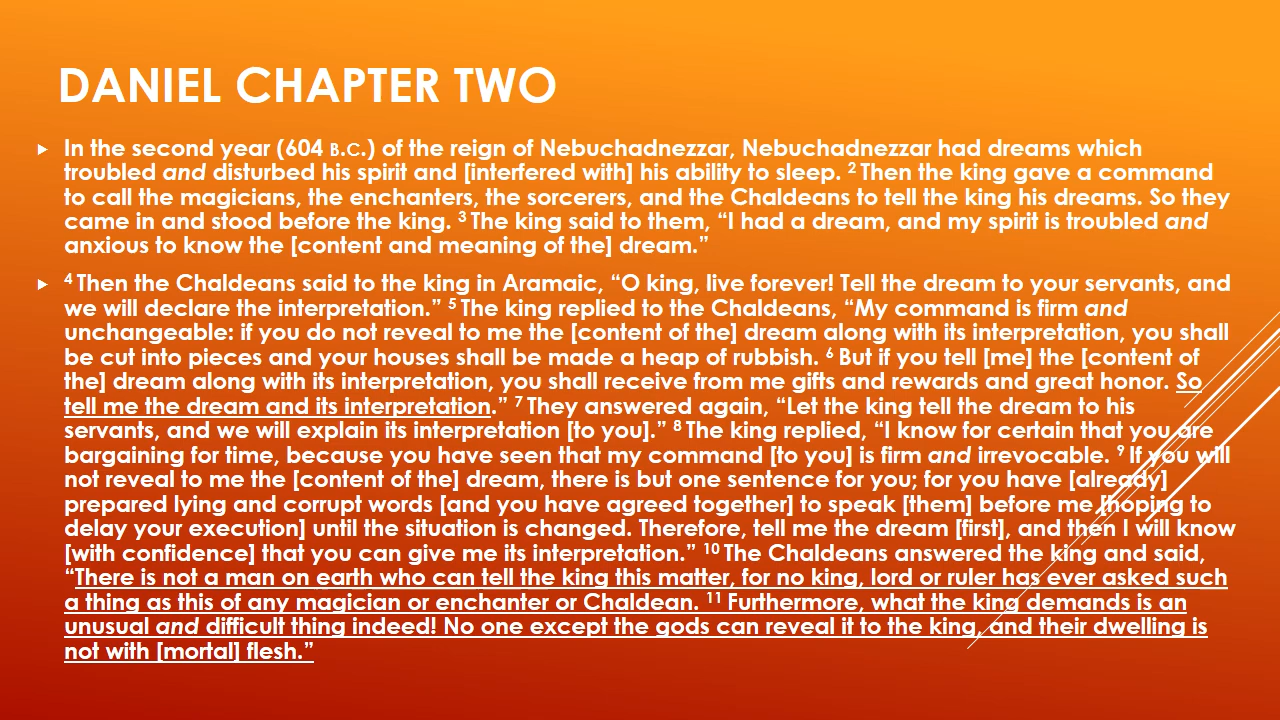 DANIEL CHAPTER TWO
In the second year (604 B.C.) of the reign of Nebuchadnezzar, Nebuchadnezzar had dreams which
troubled and disturbed his spirit and [interfered with] his ability to sleep. 2 Then the king gave a command
to call the magicians, the enchanters, the sorcerers, and the Chaldeans to tell the king his dreams. So they
came in and stood before the king. 3 The king said to them, “I had a dream, and my spirit is troubled and
anxious to know the [content and meaning of the] dream.”
4 Then the Chaldeans said to the king in Aramaic, “O king, live forever! Tell the dream to your servants, and
we will declare the interpretation.” 5 The king replied to the Chaldeans, “My command is firm and
unchangeable: if you do not reveal to me the [content of the] dream along with its interpretation, you shall
be cut into pieces and your houses shall be made a heap of rubbish. 6 But if you tell [me] the [content of
the] dream along with its interpretation, you shall receive from me gifts and rewards and great honor. So
tell me the dream and its interpretation.” 7 They answered again, “Let the king tell the dream to his
servants, and we will explain its interpretation [to you].” 8 The king replied, “I know for certain that you are
bargaining for time, because you have seen that my command [to you] is firm and irrevocable. 9 If you will
not reveal to me the [content of the] dream, there is but one sentence for you; for you have [already]
prepared lying and corrupt words [and you have agreed together] to speak [them] before me [hoping to
delay your execution] until the situation is changed. Therefore, tell me the dream [first], and then I will know
[with confidence] that you can give me its interpretation.” 10 The Chaldeans answered the king and said,
“There is not a man on earth who can tell the king this matter, for no king, lord or ruler has ever asked such
a thing as this of any magician or enchanter or Chaldean. 11 Furthermore, what the king demands is an
unusual and difficult thing indeed! No one except the gods can reveal it to the king, and their dwelling is
not with [mortal] flesh.”